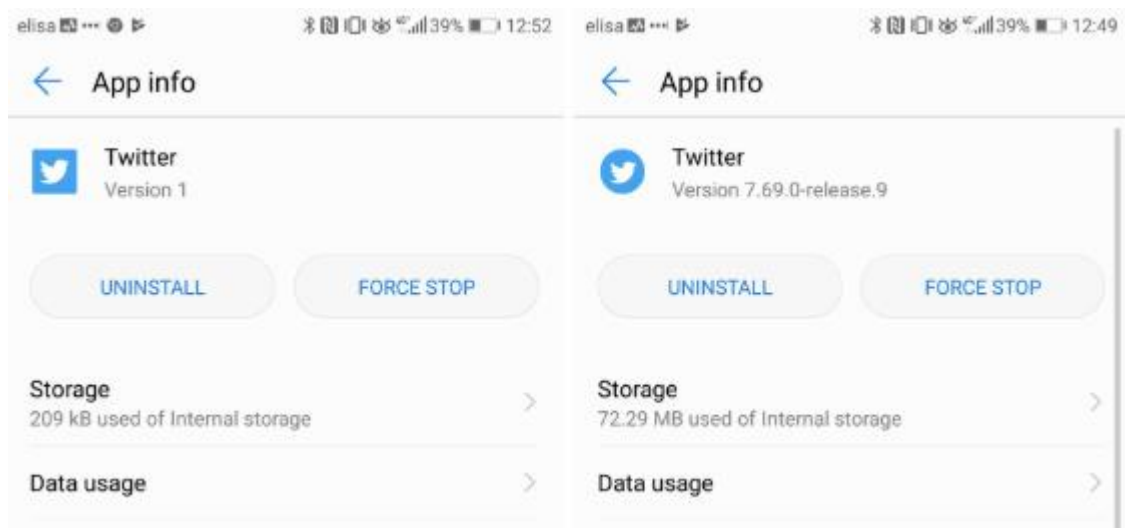 elisa 39% 12:52
App info
Twitter
Version 1
UNINSTALL FORCE STOP
Storage
209 kB used of Internal storage
Data usage
elisa 39% 12:49
App info
Twitter
Version 7.69.0-release.9
UNINSTALL FORCE STOP
Storage
72.29 MB used of Internal storage
Data usage